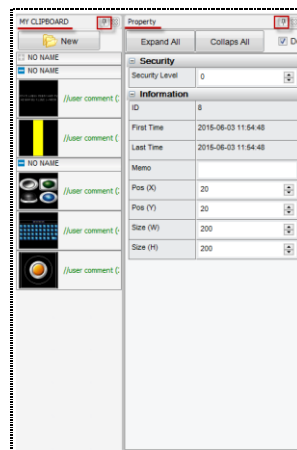 MY CLIPBOARD
New
NO NAME
NO NAME
//user comment (
//user comment (
NO NAME
//user comment (
//user comment (
//user comment (
Property
Expand All
Collaps All
Security
Security Level 0
Information
ID 8
First Time 2015-06-03 11:54:48
Last Time 2015-06-03 11:54:48
Memo
Pos (X) 20
Pos (Y) 20
Size (W) 200
Size (H) 200